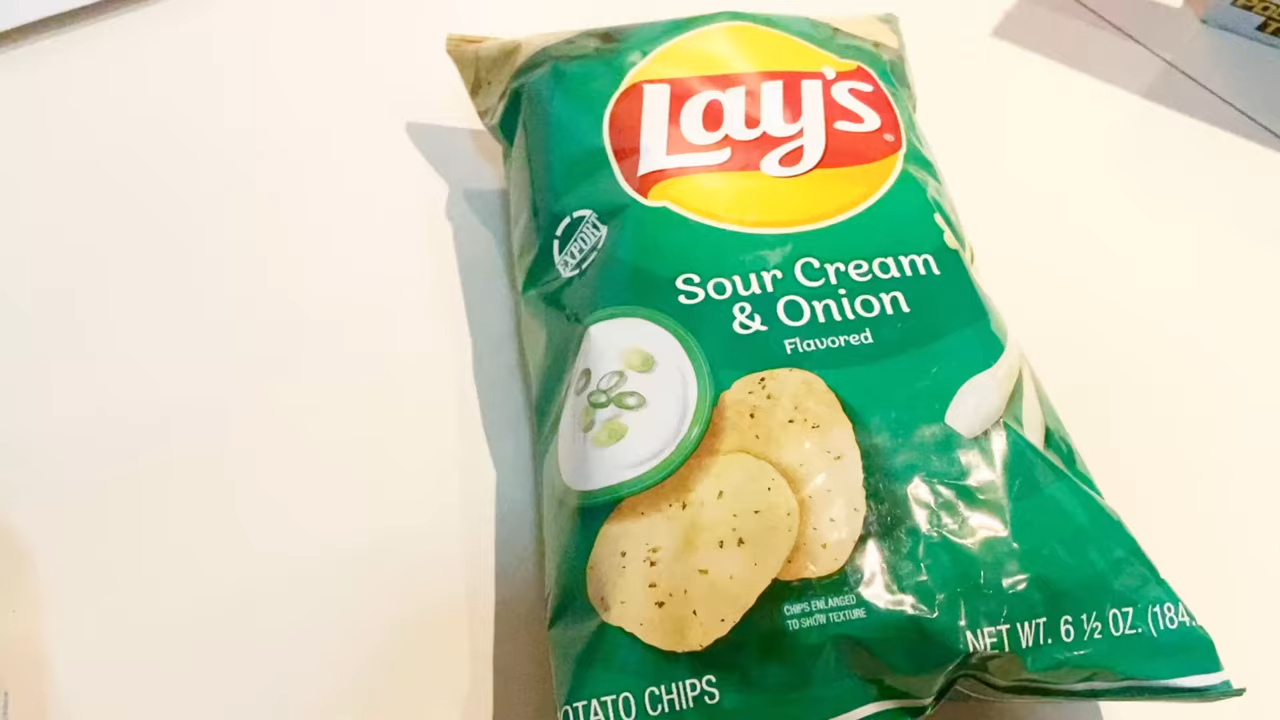 Lay's
EXPORT
Sour Cream
& Onion
Flavored
CHIPS ENLARGED
TO SHOW TEXTURE
NET WT. 6 ½ OZ. (184.
OTATO CHIPS